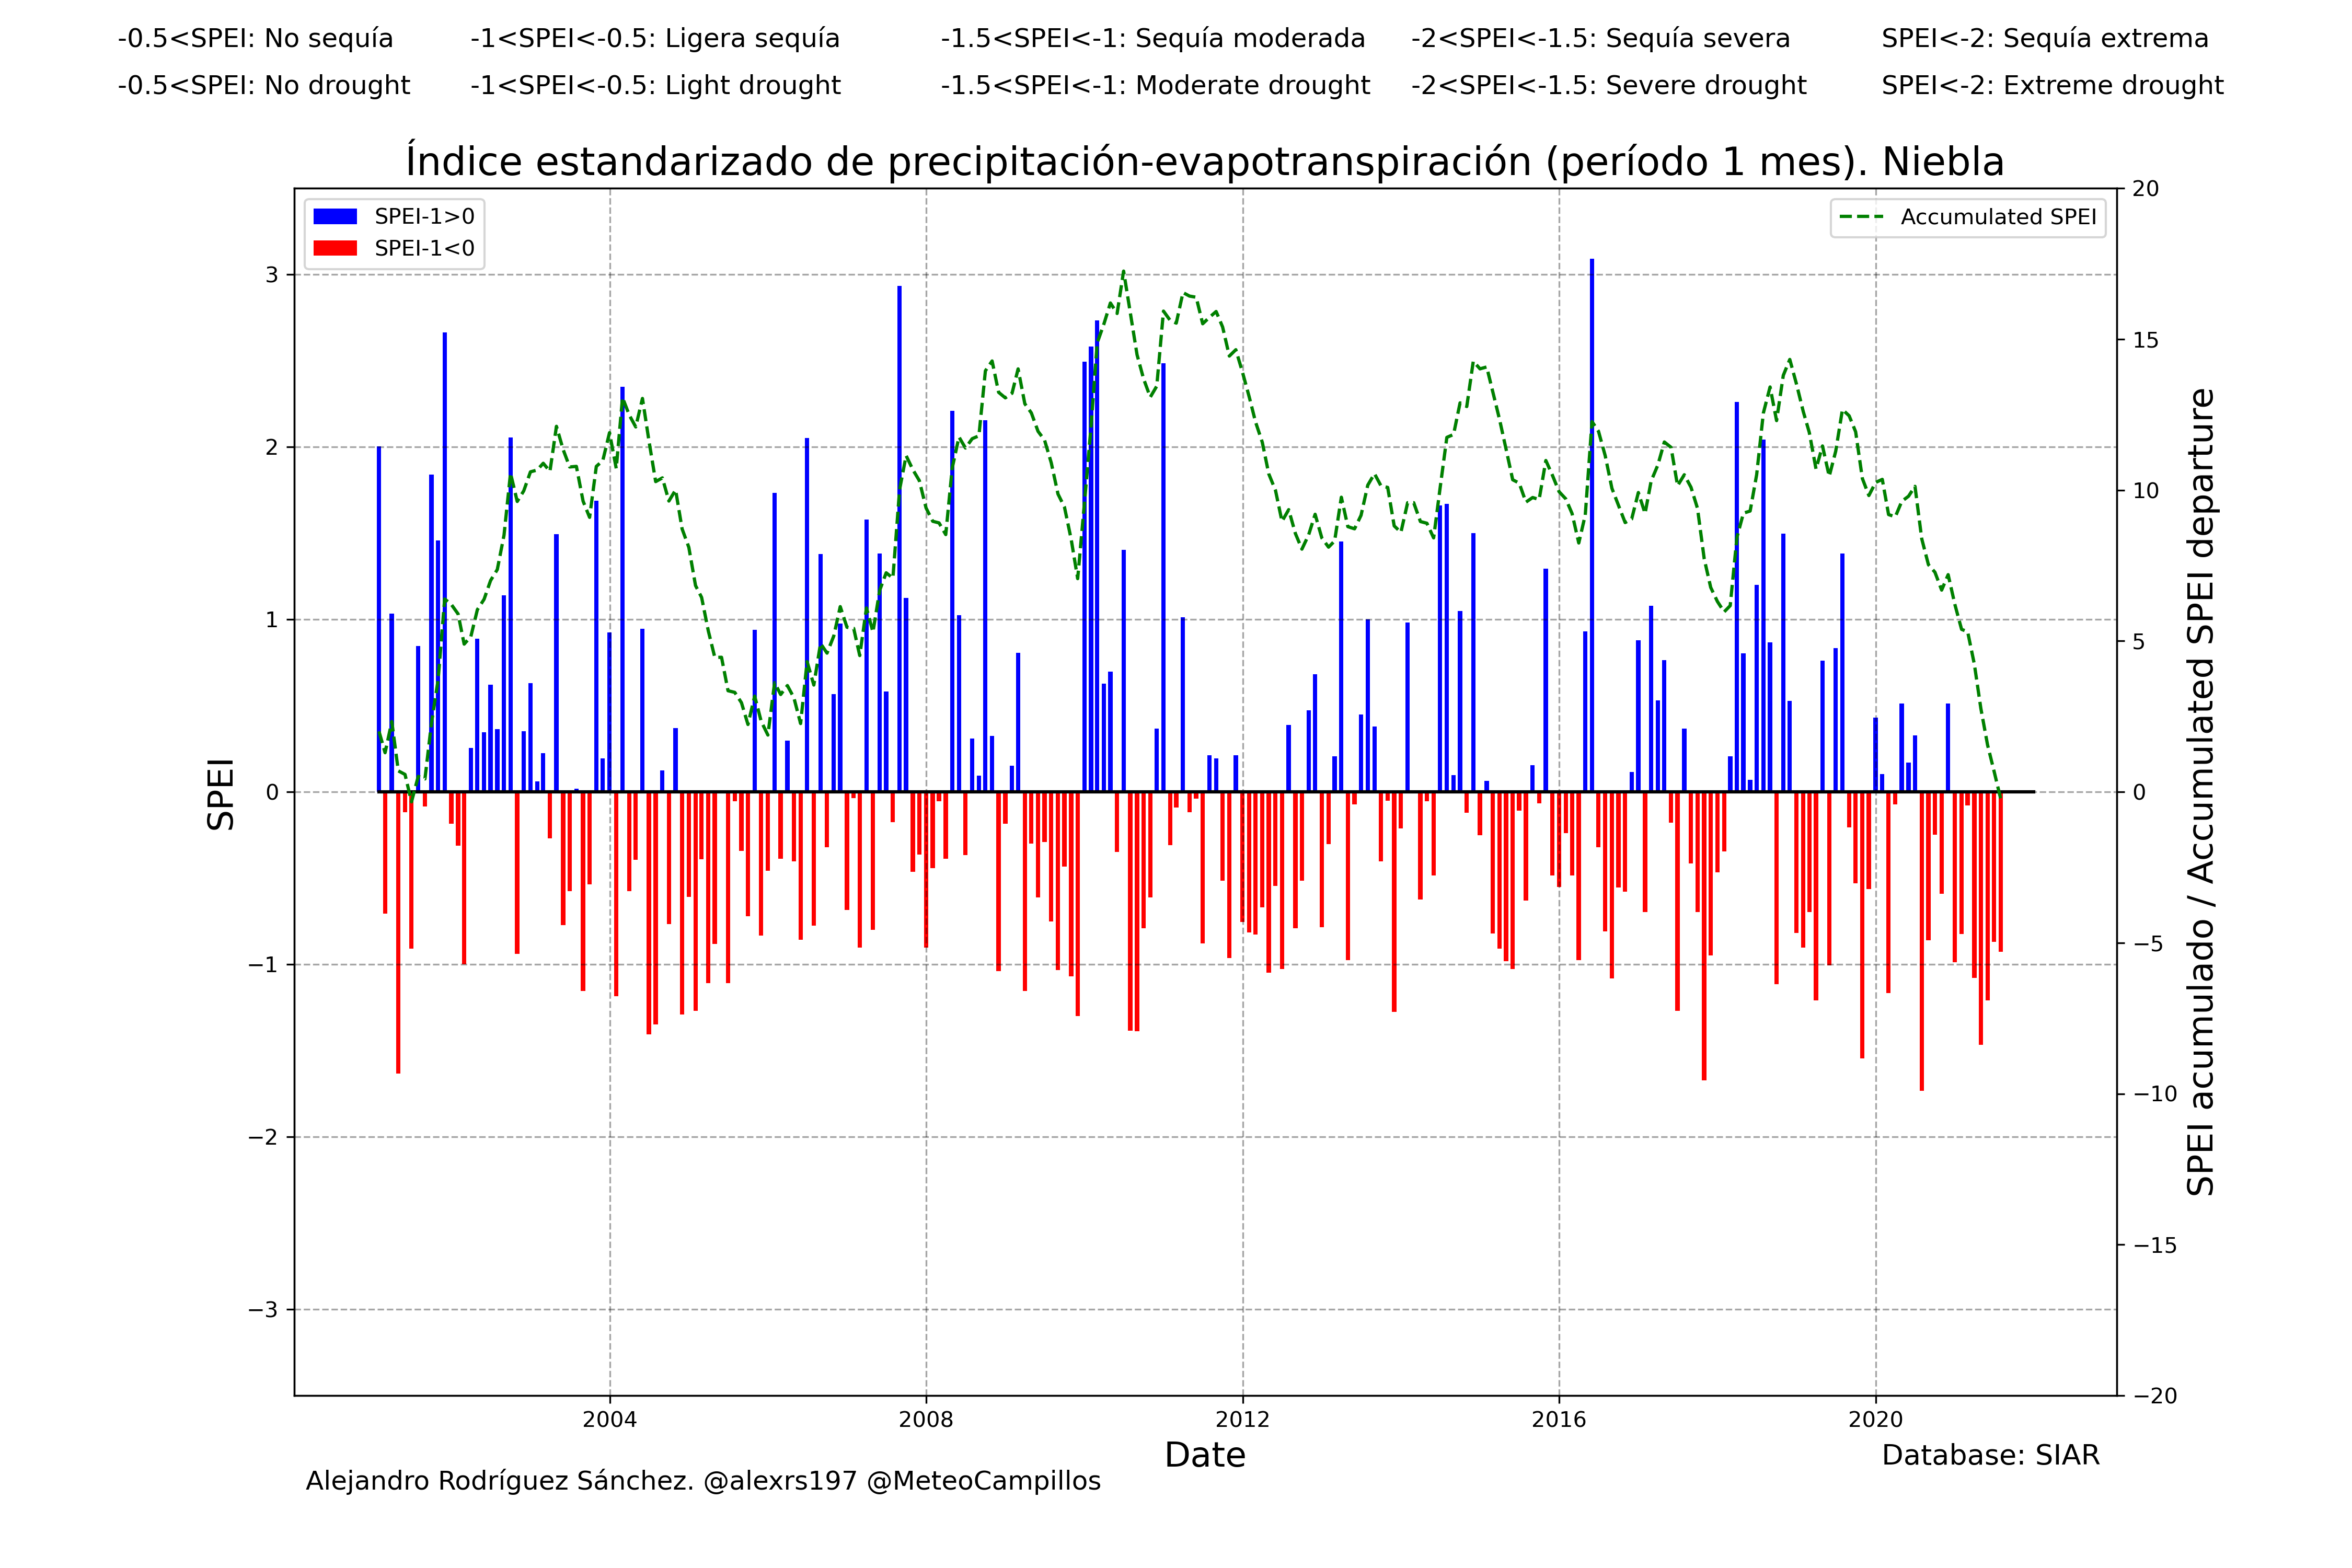 -0.5<SPEI: No sequía -1<SPEI<-0.5: Ligera sequía -1.5<SPEI<-1: Sequía moderada -2<SPEI<-1.5: Sequía severa SPEI<-2: Sequía extrema
-0.5<SPEI: No drought -1<SPEI<-0.5: Light drought -1.5<SPEI<-1: Moderate drought -2<SPEI<-1.5: Severe drought SPEI<-2: Extreme drought
Índice estandarizado de precipitación-evapotranspiración (período 1 mes). Niebla
SPEI-1>0
SPEI-1<0
Accumulated SPEI
SPEI
3
2
1
0
−1
−2
−3
20
15
10
5
0
−5
−10
−15
−20
SPEI acumulado / Accumulated SPEI departure
2004 2008 2012 2016 2020
Date
Database: SIAR
Alejandro Rodríguez Sánchez. @alexrs197 @MeteoCampillos